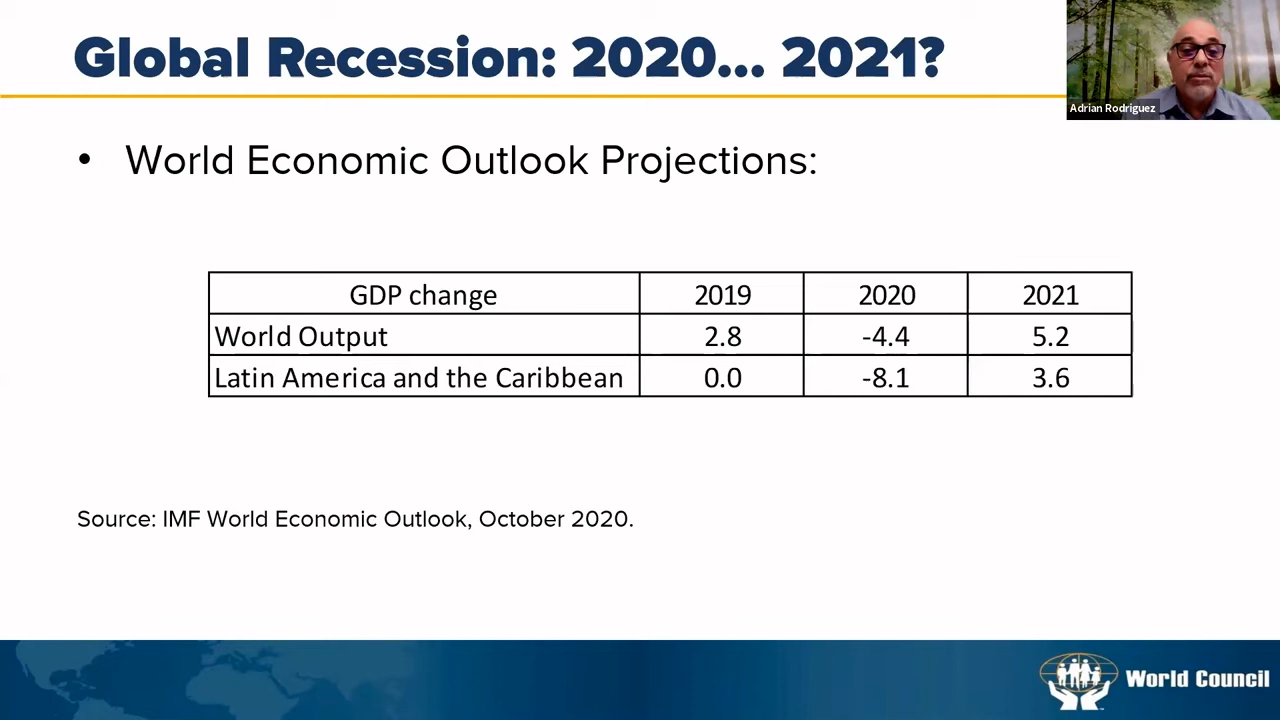 Global Recession: 2020... 2021?
Adrian Rodriguez
• World Economic Outlook Projections:
GDP change 2019 2020 2021
World Output 2.8 -4.4 5.2
Latin America and the Caribbean 0.0 -8.1 3.6
Source: IMF World Economic Outlook, October 2020.
World Council